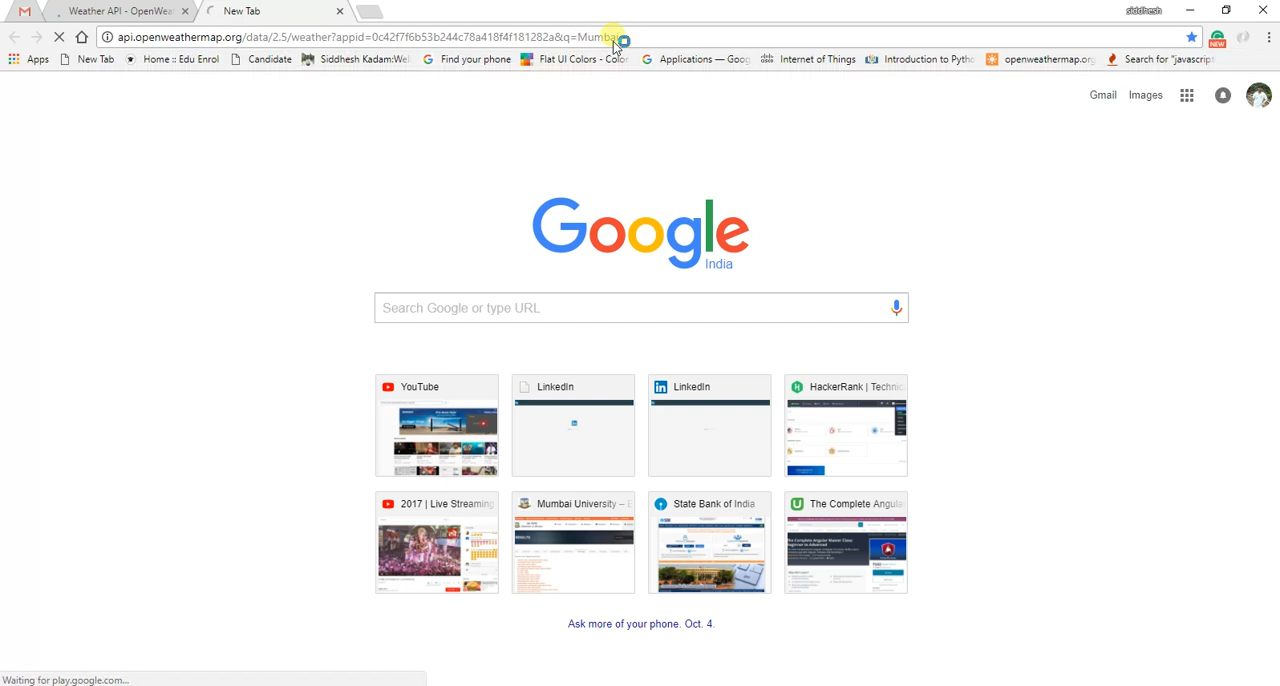 Weather API - OpenWea
New Tab
siddhesh
api.openweathermap.org/data/2.5/weather?appid=0c42f7f6b53b244c78a418f4f181282a&q=Mumbai
NEW
Apps
New Tab
Home :: Edu Enrol
Candidate
Siddhesh Kadam:Wel
Find your phone
Flat UI Colors - Color
Applications — Goog
Internet of Things
Introduction to Pytho
openweathermap.org
Search for "javascript
Gmail
Images
Google
India
Search Google or type URL
YouTube
LinkedIn
LinkedIn
HackerRank | Technic
2017 | Live Streaming
Mumbai University – E
State Bank of India
The Complete Angula
Ask more of your phone. Oct. 4.
Waiting for play.google.com...